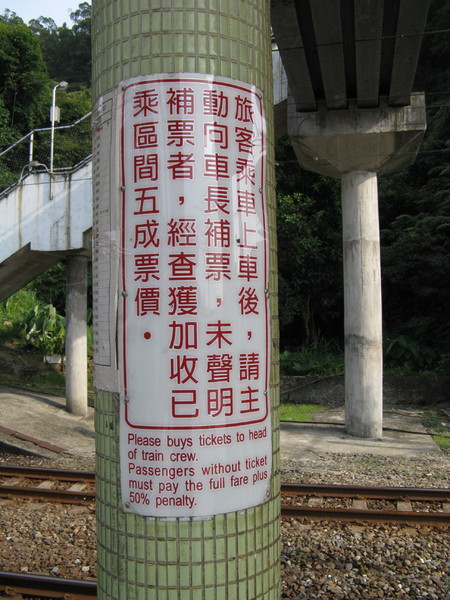 旅客乘車上車後，請主
動向車長補票，未聲明
補票者，經查獲加收已
乘區間五成票價．
Please buys tickets to head
of train crew.
Passengers without ticket
must pay the full fare plus
50% penalty.